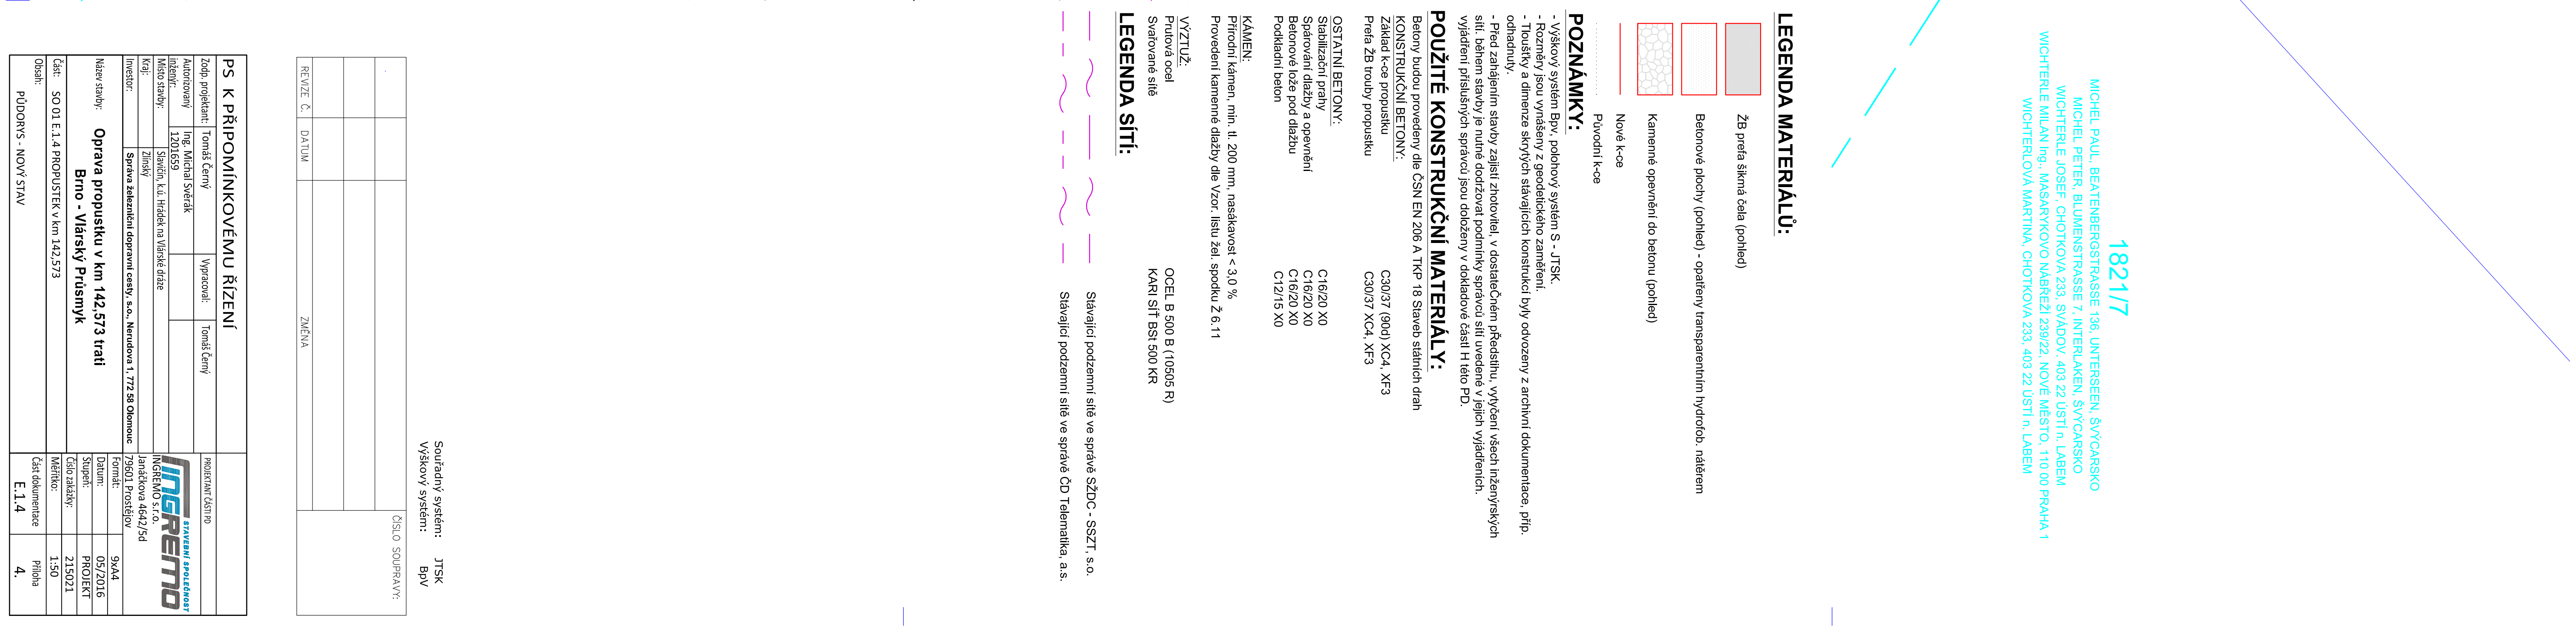 1821/7
MICHEL PAUL, BEATENBERGSTRASSE 136, UNTERSEEN, ŠVÝCARSKO
MICHEL PETER, BLUMENSTRASSE 7, INTERLAKEN, ŠVÝCARSKO
WICHTERLE JOSEF, CHOTKOVA 233, SVÁDOV, 403 22 ÚSTÍ n. LABEM
WICHTERLE MILAN Ing., MASARYKOVO NÁBŘEŽÍ 239/22, NOVÉ MĚSTO, 110 00 PRAHA 1
WICHTERLOVÁ MARTINA, CHOTKOVA 233, 403 22 ÚSTÍ n. LABEM
LEGENDA MATERIÁLŮ:
ŽB prefa šikmá čela (pohled)
Betonové plochy (pohled) - opatřeny transparentním hydrofob. nátěrem
Kamenné opevnění do betonu (pohled)
Nové k-ce
Původní k-ce
POZNÁMKY:
- Výškový systém Bpv, polohový systém S - JTSK.
- Rozměry jsou vynášeny z geodetického zaměření.
- Tloušťky a dimenze skrytých stávajících konstrukcí byly odvozeny z archivní dokumentace, příp.
odhadnuty.
- Před zahájením stavby zajistí zhotovitel, v dostateČném pŘedstihu, vytyčení všech inženýrských
sítí. během stavby je nutné dodržovat podmínky správců sítí uvedené v jejich vyjádřeních.
vyjádření příslušných správců jsou doloženy v dokladové částI H této PD.
POUŽITÉ KONSTRUKČNÍ MATERIÁLY:
Betony budou provedeny dle ČSN EN 206 A TKP 18 Staveb státních drah
KONSTRUKČNÍ BETONY:
Základ k-ce propustku C30/37 (90d) XC4, XF3
Prefa ŽB trouby propustku C30/37 XC4, XF3
OSTATNÍ BETONY:
Stabilizační prahy C16/20 X0
Spárování dlažby a opevnění C16/20 X0
Betonové lože pod dlažbu C16/20 X0
Podkladní beton C12/15 X0
KÁMEN:
Přírodní kámen, min. tl. 200 mm, nasákavost < 3,0 %
Provedení kamenné dlažby dle Vzor. listu žel. spodku Ž 6.11
VÝZTUŽ:
Prutová ocel OCEL B 500 B (10505 R)
Svařované sítě KARI SÍŤ BSt 500 KR
LEGENDA SÍTÍ:
Stávající podzemní sítě ve správě SŽDC - SSZT, s.o.
Stávající podzemní sítě ve správě ČD Telematika, a.s.
Souřadný systém: JTSK
Výškový systém: BpV
ČÍSLO SOUPRAVY:
REVIZE Č. DATUM ZMĚNA
PS K PŘIPOMÍNKOVÉMU ŘÍZENÍ
Zodp. projektant: Tomáš Černý Vypracoval: Tomáš Černý PROJEKTANT ČÁSTI PD
Autorizovaný inženýr: Ing. Michal Svěrák
1201659
STAVEBNÍ SPOLEČNOST
INGREMO
INGREMO s.r.o.
Janáčkova 4642/5d
79601 Prostějov
Místo stavby: Slavičín, k.ú. Hrádek na Vlárské dráze
Kraj: Zlínský
Investor: Správa železniční dopravní cesty, s.o., Nerudova 1, 772 58 Olomouc
Název stavby: Oprava propustku v km 142,573 trati
Brno - Vlárský Průsmyk
Formát: 9xA4
Datum: 05/2016
Stupeň: PROJEKT
Číslo zakázky: 215021
Část: SO 01 E.1.4 PROPUSTEK v km 142,573
Měřítko: 1:50
Obsah: PŮDORYS - NOVÝ STAV
Část dokumentace Příloha
E.1.4 4.